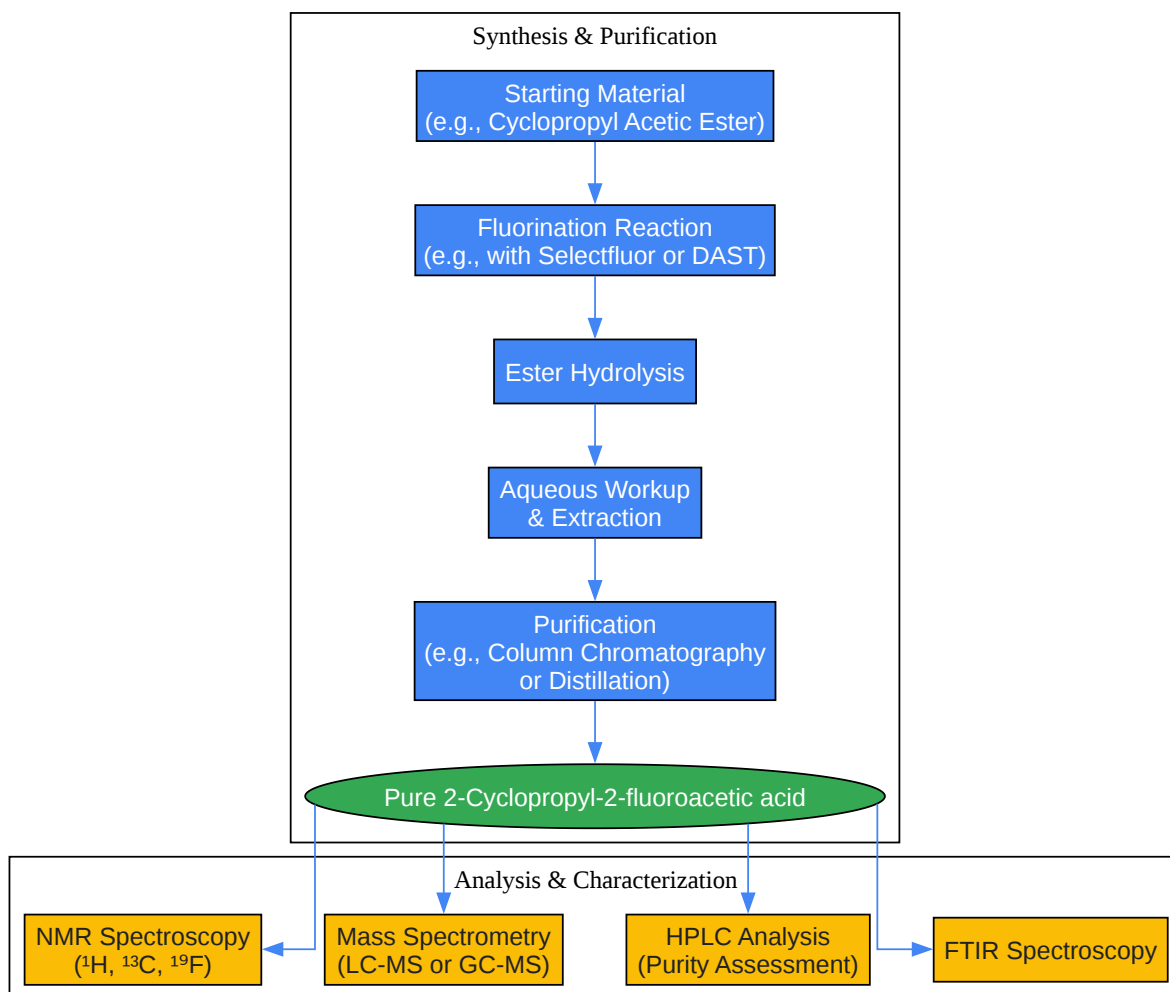 Synthesis & Purification
Starting Material
(e.g., Cyclopropyl Acetic Ester)
Fluorination Reaction
(e.g., with Selectfluor or DAST)
Ester Hydrolysis
Aqueous Workup
& Extraction
Purification
(e.g., Column Chromatography
or Distillation)
Pure 2-Cyclopropyl-2-fluoroacetic acid
Analysis & Characterization
NMR Spectroscopy
(¹H, ¹³C, ¹⁹F)
Mass Spectrometry
(LC-MS or GC-MS)
HPLC Analysis
(Purity Assessment)
FTIR Spectroscopy